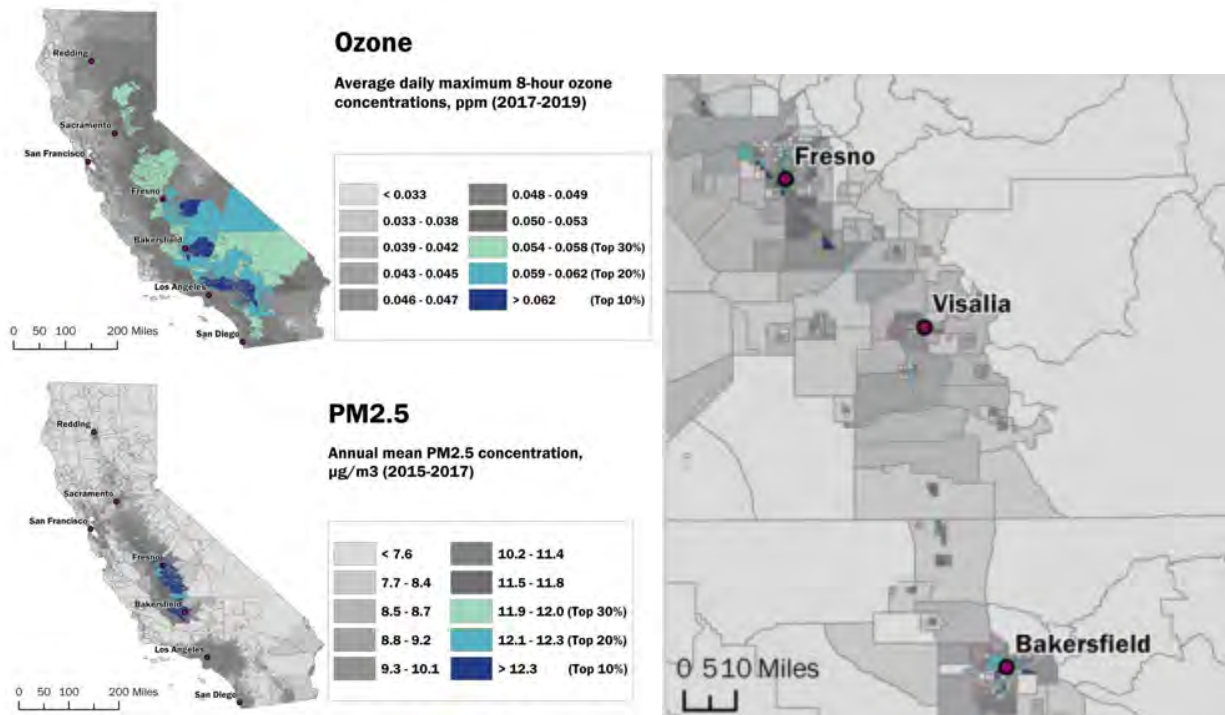 Ozone
Average daily maximum 8-hour ozone
concentrations, ppm (2017-2019)
Redding
Sacramento
San Francisco
Fresno
Bakersfield
Los Angeles
San Diego
0 50 100 200 Miles
< 0.033
0.033 - 0.038
0.039 - 0.042
0.043 - 0.045
0.046 - 0.047
0.048 - 0.049
0.050 - 0.053
0.054 - 0.058 (Top 30%)
0.059 - 0.062 (Top 20%)
> 0.062 (Top 10%)
PM2.5
Annual mean PM2.5 concentration,
µg/m3 (2015-2017)
Redding
Sacramento
San Francisco
Fresno
Bakersfield
Los Angeles
San Diego
0 50 100 200 Miles
< 7.6
7.7 - 8.4
8.5 - 8.7
8.8 - 9.2
9.3 - 10.1
10.2 - 11.4
11.5 - 11.8
11.9 - 12.0 (Top 30%)
12.1 - 12.3 (Top 20%)
> 12.3 (Top 10%)
Fresno
Visalia
Bakersfield
0 510 Miles